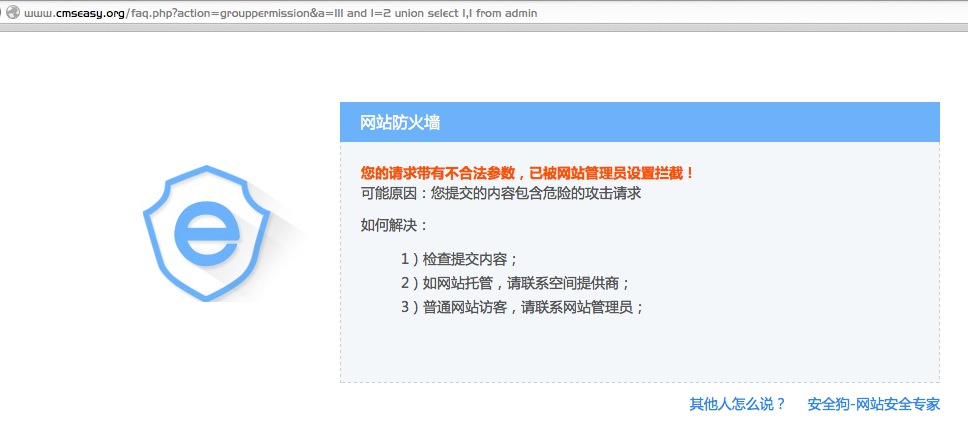 www.cmseasy.org/faq.php?action=grouppermission&a=111 and 1=2 union select 1,1 from admin
网站防火墙
您的请求带有不合法参数，已被网站管理员设置拦截！
可能原因：您提交的内容包含危险的攻击请求
如何解决：
1）检查提交内容；
2）如网站托管，请联系空间提供商；
3）普通网站访客，请联系网站管理员；
其他人怎么说？ 安全狗-网站安全专家